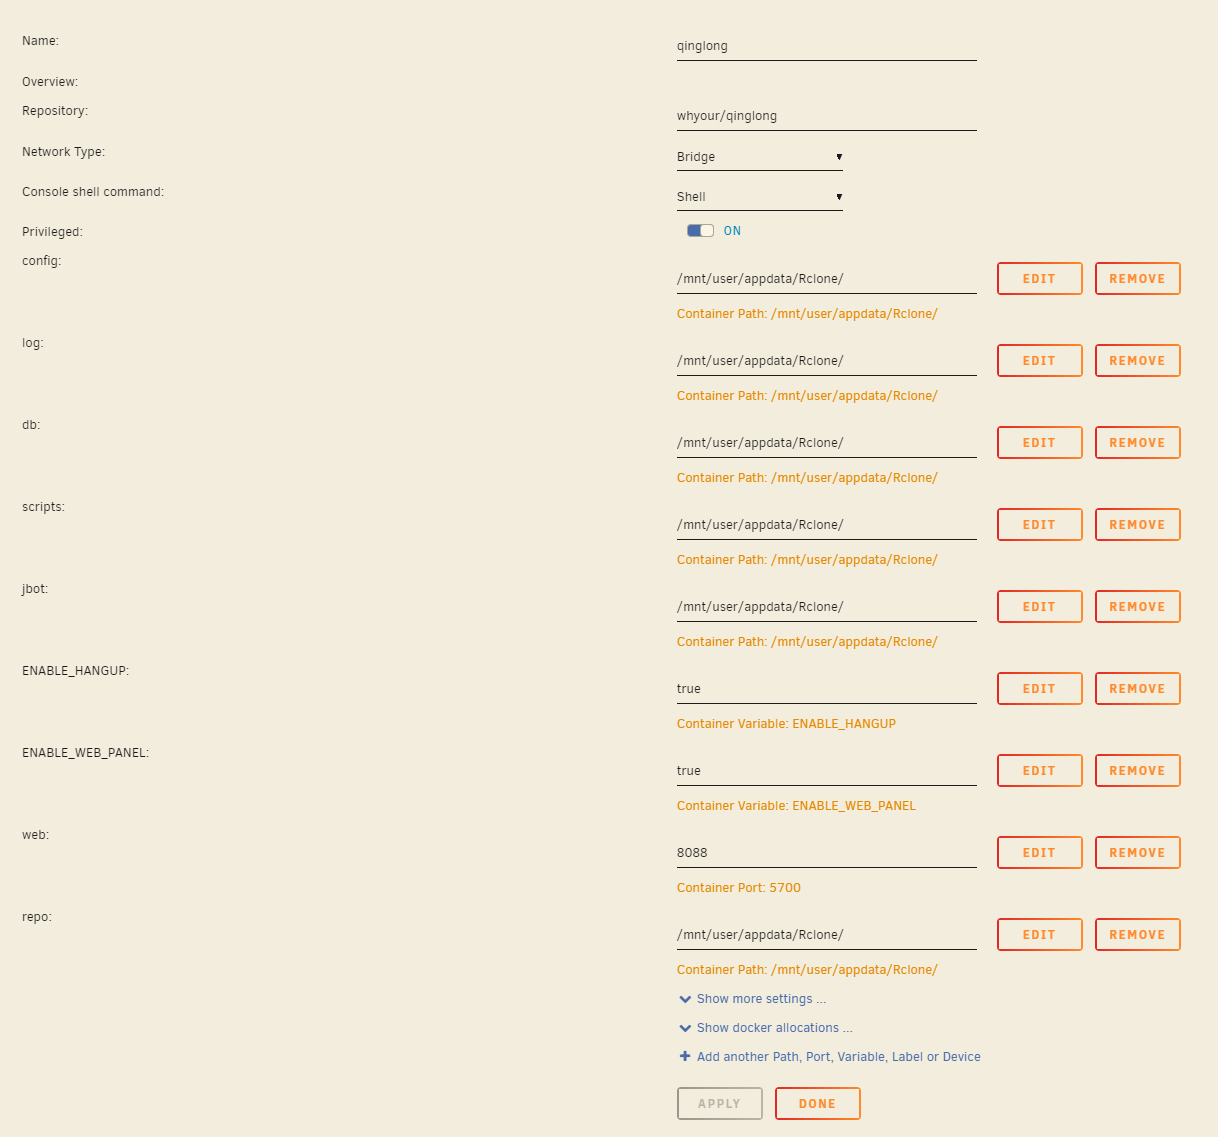 Name:
qinglong
Overview:
Repository:
whyour/qinglong
Network Type:
Bridge
Console shell command:
Shell
Privileged:
ON
config:
/mnt/user/appdata/Rclone/
EDIT
REMOVE
Container Path: /mnt/user/appdata/Rclone/
log:
/mnt/user/appdata/Rclone/
EDIT
REMOVE
Container Path: /mnt/user/appdata/Rclone/
db:
/mnt/user/appdata/Rclone/
EDIT
REMOVE
Container Path: /mnt/user/appdata/Rclone/
scripts:
/mnt/user/appdata/Rclone/
EDIT
REMOVE
Container Path: /mnt/user/appdata/Rclone/
jbot:
/mnt/user/appdata/Rclone/
EDIT
REMOVE
Container Path: /mnt/user/appdata/Rclone/
ENABLE_HANGUP:
true
EDIT
REMOVE
Container Variable: ENABLE_HANGUP
ENABLE_WEB_PANEL:
true
EDIT
REMOVE
Container Variable: ENABLE_WEB_PANEL
web:
8088
EDIT
REMOVE
Container Port: 5700
repo:
/mnt/user/appdata/Rclone/
EDIT
REMOVE
Container Path: /mnt/user/appdata/Rclone/
Show more settings ...
Show docker allocations ...
Add another Path, Port, Variable, Label or Device
APPLY
DONE